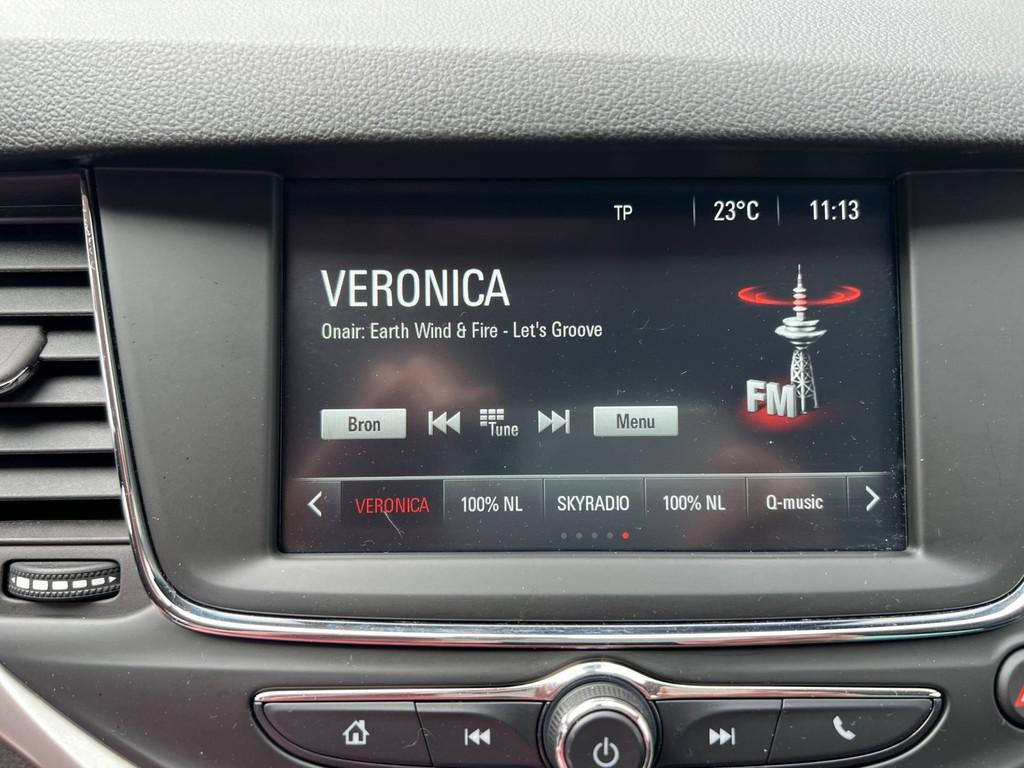 TP 23°C 11:13
VERONICA
Onair: Earth Wind & Fire - Let's Groove
FM
Bron Tune Menu
VERONICA 100% NL SKYRADIO 100% NL Q-music